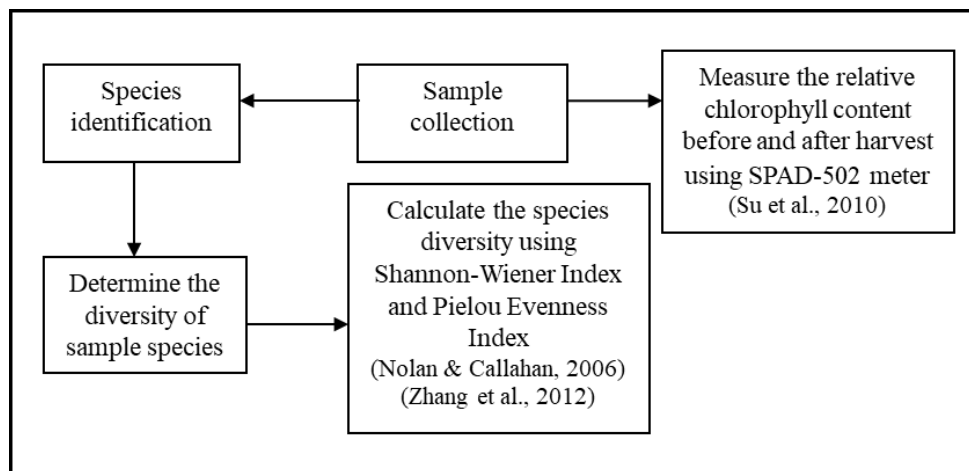 Species
identification
Sample
collection
Measure the relative
chlorophyll content
before and after harvest
using SPAD-502 meter
(Su et al., 2010)
Determine the
diversity of
sample species
Calculate the species
diversity using
Shannon-Wiener Index
and Pielou Evenness
Index
(Nolan & Callahan, 2006)
(Zhang et al., 2012)